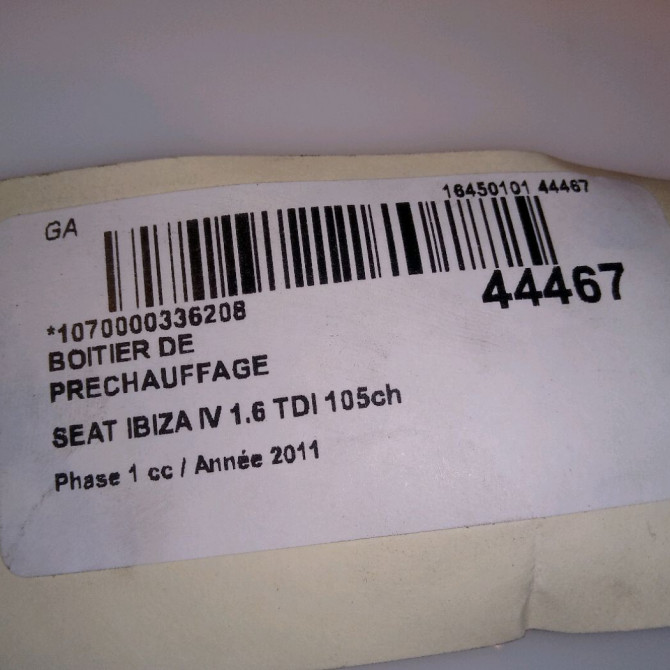 GA
16450101 44467
44467
*1070000336208
BOITIER DE
PRECHAUFFAGE
SEAT IBIZA IV 1.6 TDI 105ch
Phase 1 cc / Année 2011